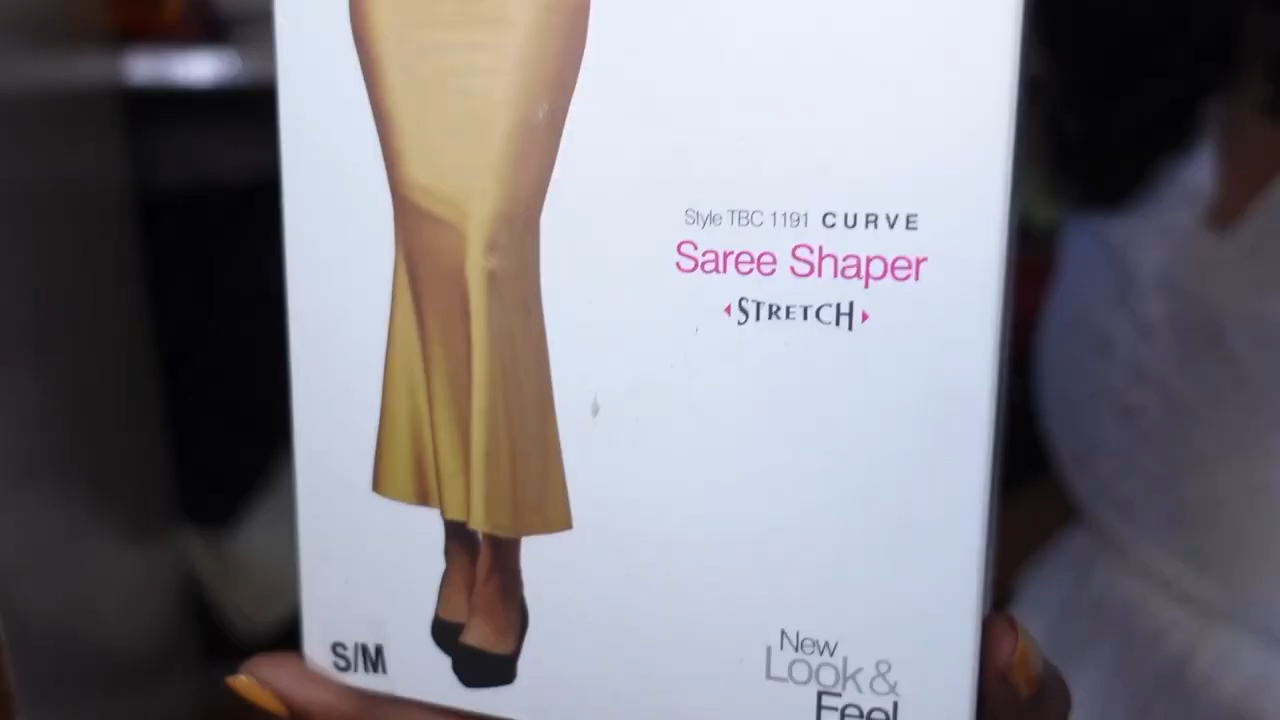 Style TBC 1191 CURVE
Saree Shaper
STRETCH
S/M
New
Look &
Feel